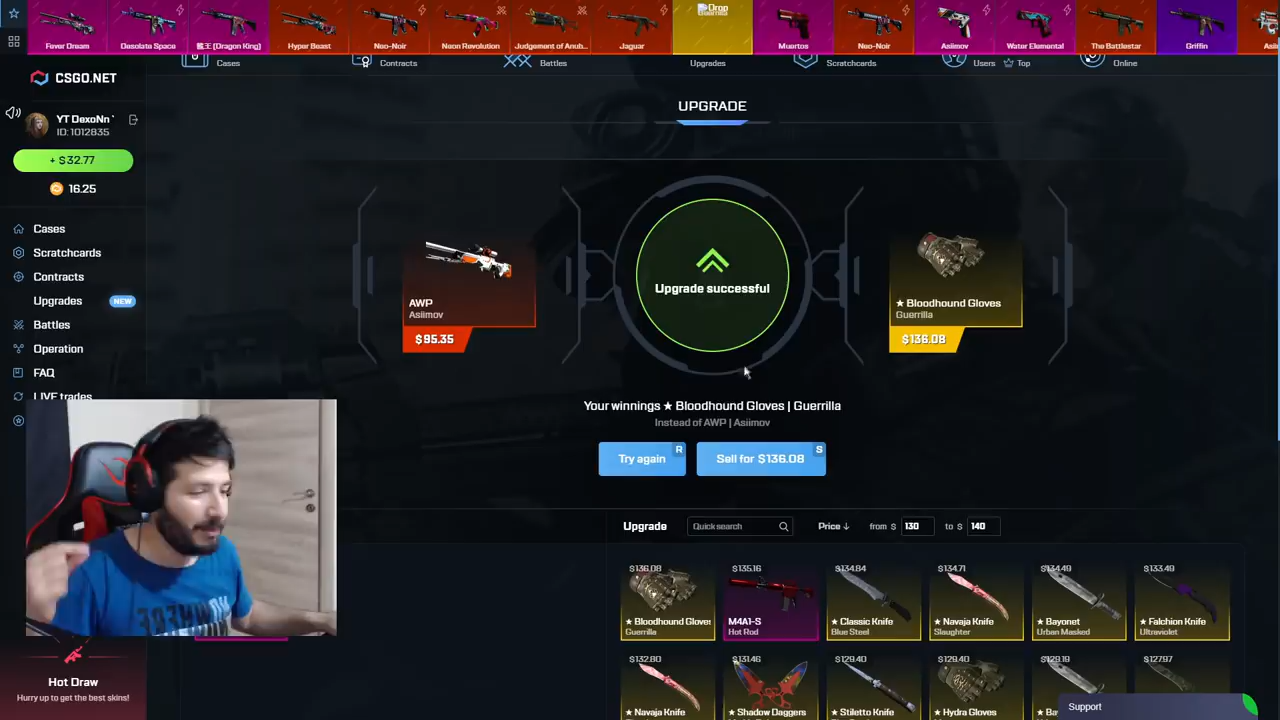 Drop
Guerrilla
Fever Dream
Desolate Space
龍王 (Dragon King)
Hyper Beast
Neo-Noir
Neon Revolution
Judgement of Anub...
Jaguar
Muertos
Neo-Noir
Asiimov
Water Elemental
The Battlestar
Griffin
Cases
Contracts
Battles
Upgrades
Scratchcards
Users
Top
Online
CSGO.NET
YT DexoNn
ID: 1012835
+ $32.77
16.25
Cases
Scratchcards
Contracts
Upgrades NEW
Battles
Operation
FAQ
LIVE trades
Hot Draw
Hurry up to get the best skins!
UPGRADE
AWP
Asiimov
$95.35
Upgrade successful
★ Bloodhound Gloves
Guerrilla
$136.08
Your winnings ★ Bloodhound Gloves | Guerrilla
Instead of AWP | Asiimov
Try again R
Sell for $136.08 S
Upgrade Quick search Price from $ 130 to $ 140
$136.08
★ Bloodhound Gloves
Guerrilla
$135.16
M4A1-S
Hot Rod
$134.84
★ Classic Knife
Blue Steel
$134.71
★ Navaja Knife
Slaughter
$134.49
★ Bayonet
Urban Masked
$133.49
★ Falchion Knife
Ultraviolet
$132.80
★ Navaja Knife
$131.46
★ Shadow Daggers
$129.40
★ Stiletto Knife
$129.40
★ Hydra Gloves
$129.19
$127.97
Support